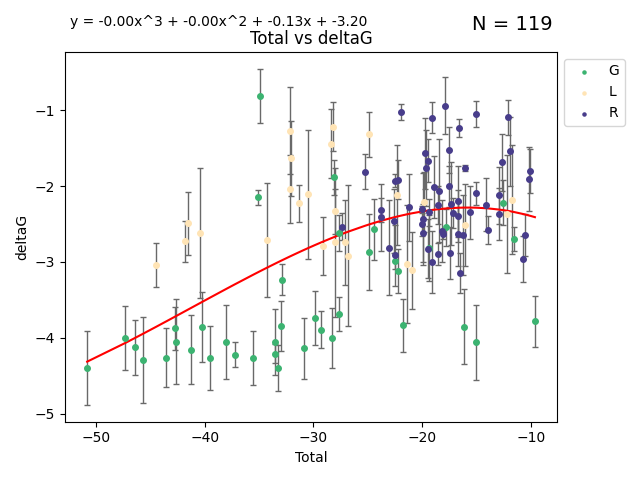 y = -0.00x^3 + -0.00x^2 + -0.13x + -3.20
N = 119
Total vs deltaG
G
L
R
deltaG
−1
−2
−3
−4
−5
−50
−40
−30
−20
−10
Total